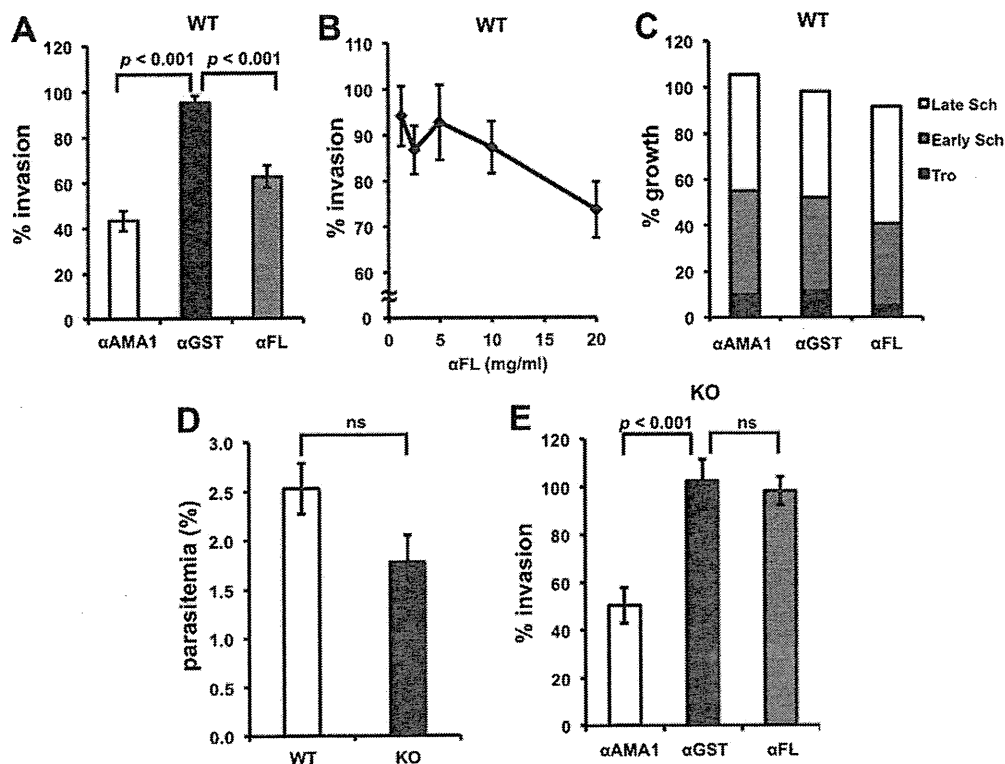 A
WT
p < 0.001 p < 0.001
% invasion
120
100
80
60
40
20
0
αAMA1 αGST αFL
B
WT
% invasion
110
100
90
80
70
60
0
0 5 10 15 20
αFL (mg/ml)
C
WT
% growth
120
100
80
60
40
20
0
αAMA1 αGST αFL
Late Sch
Early Sch
Tro
D
ns
parasitemia (%)
3.0
2.5
2.0
1.5
1.0
0.5
0.0
WT KO
E
KO
p < 0.001 ns
% invasion
120
100
80
60
40
20
0
αAMA1 αGST αFL